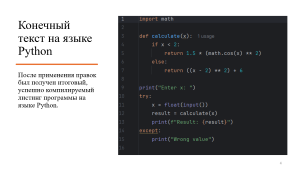 Конечный
текст на языке
Python
После применения правок
был получен итоговый,
успешно компилируемый
листинг программы на
языке Python.
import math
def calculate(x): 1 usage
if x < 2:
return 1.1 * (math.cos(x) ** 2)
else:
return ((x - 2) ** 2) + 6
print("Enter x: ")
try:
x = float(input())
result = calculate(x)
print(f"Result: {result}")
except:
print("Wrong value")